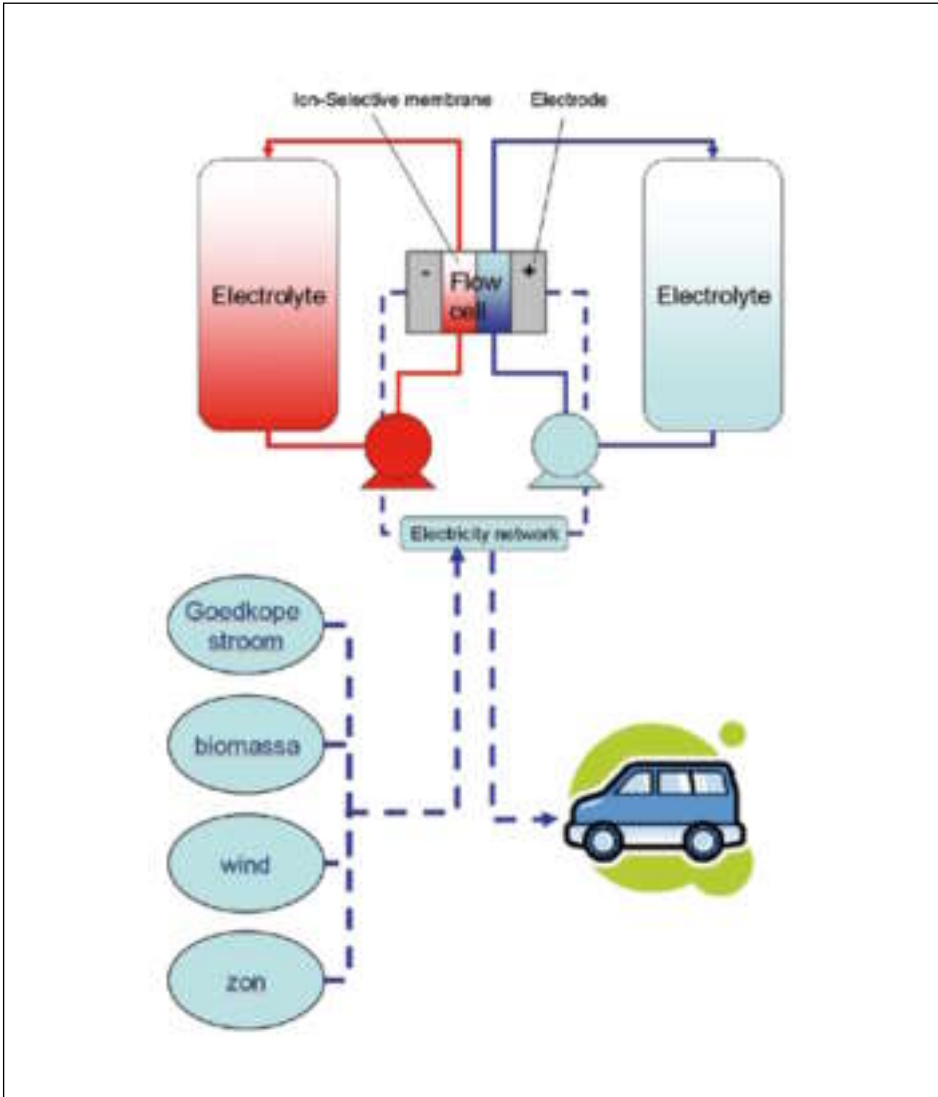 Ion-Selective membrane
Electrode
-
+
Electrolyte
Flow
cell
Electrolyte
Electricity network
Goedkope
stroom
biomassa
wind
zon